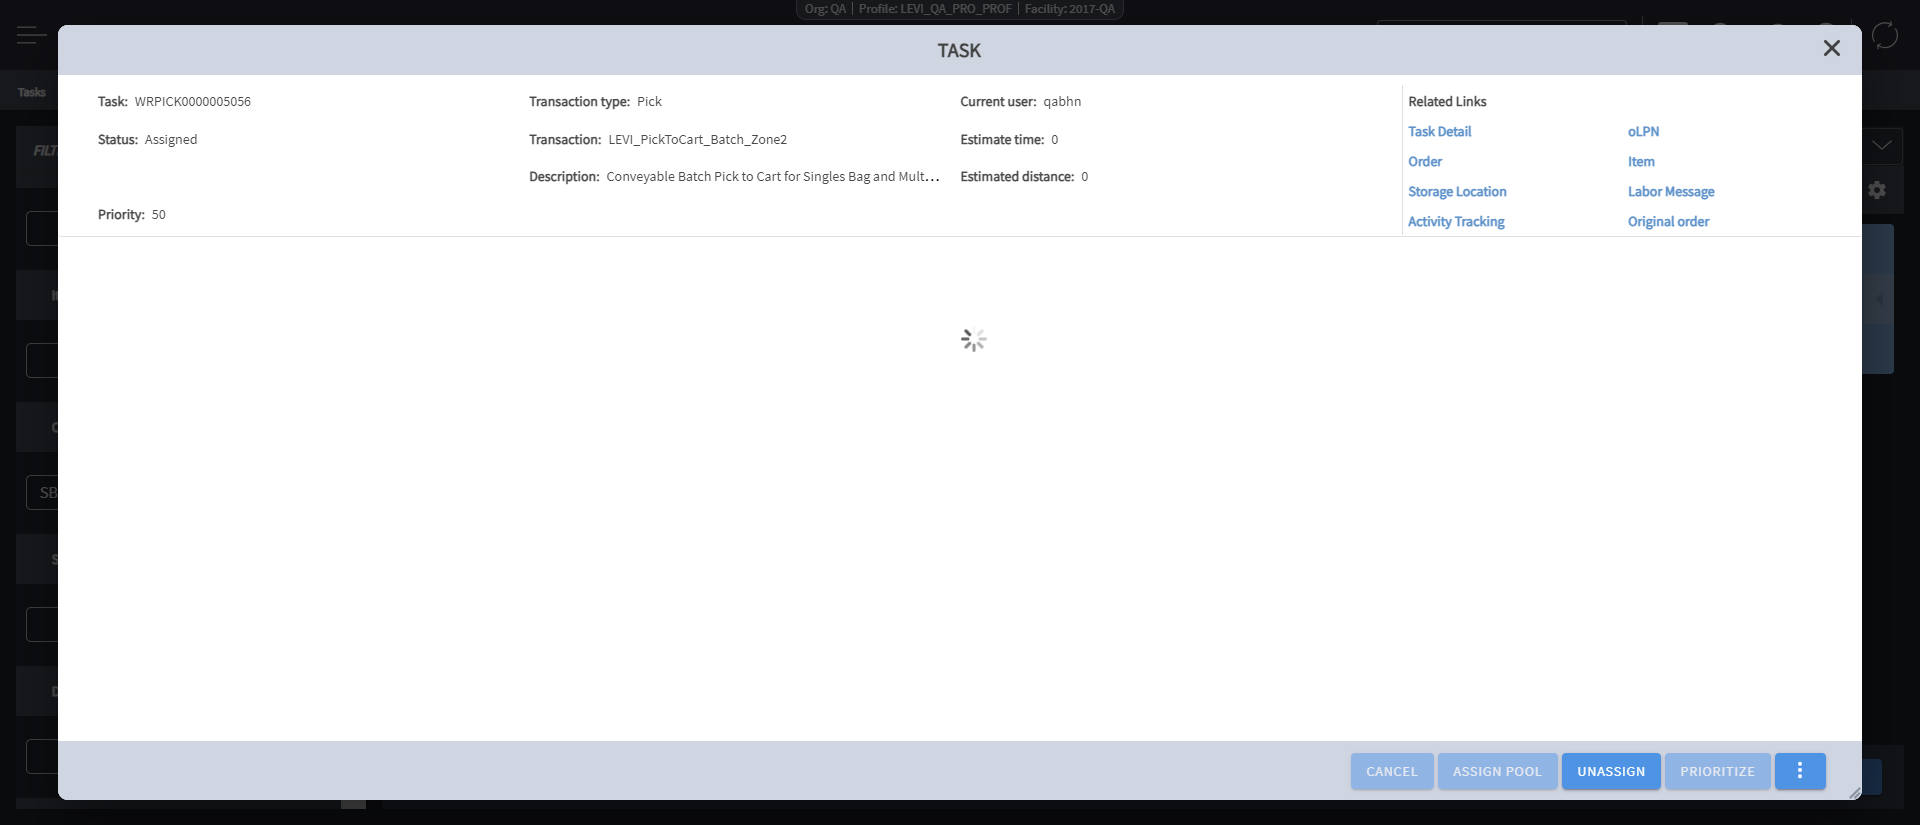 Org: QA | Profile: LEVI_QA_PRO_PROF | Facility: 2017-QA
TASK
Tasks
Task: WRPICK0000005056
Status: Assigned
Priority: 50
Transaction type: Pick
Transaction: LEVI_PickToCart_Batch_Zone2
Description: Conveyable Batch Pick to Cart for Singles Bag and Mult...
Current user: qabhn
Estimate time: 0
Estimated distance: 0
Related Links
Task Detail oLPN
Order Item
Storage Location Labor Message
Activity Tracking Original order
FILT
SB
CANCEL ASSIGN POOL UNASSIGN PRIORITIZE